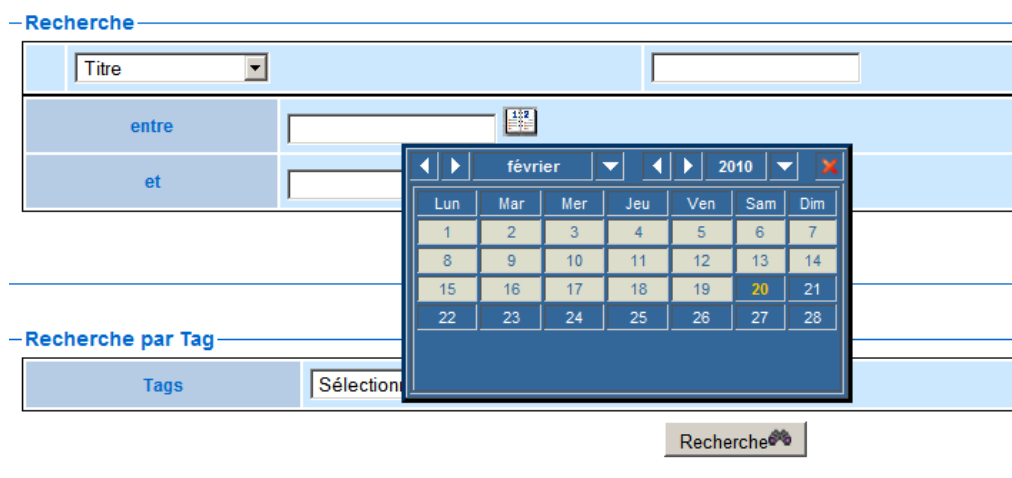 Recherche
Titre
entre
et
février 2010
Lun Mar Mer Jeu Ven Sam Dim
1 2 3 4 5 6 7
8 9 10 11 12 13 14
15 16 17 18 19 20 21
22 23 24 25 26 27 28
Recherche par Tag
Tags Sélectionn
Recherche